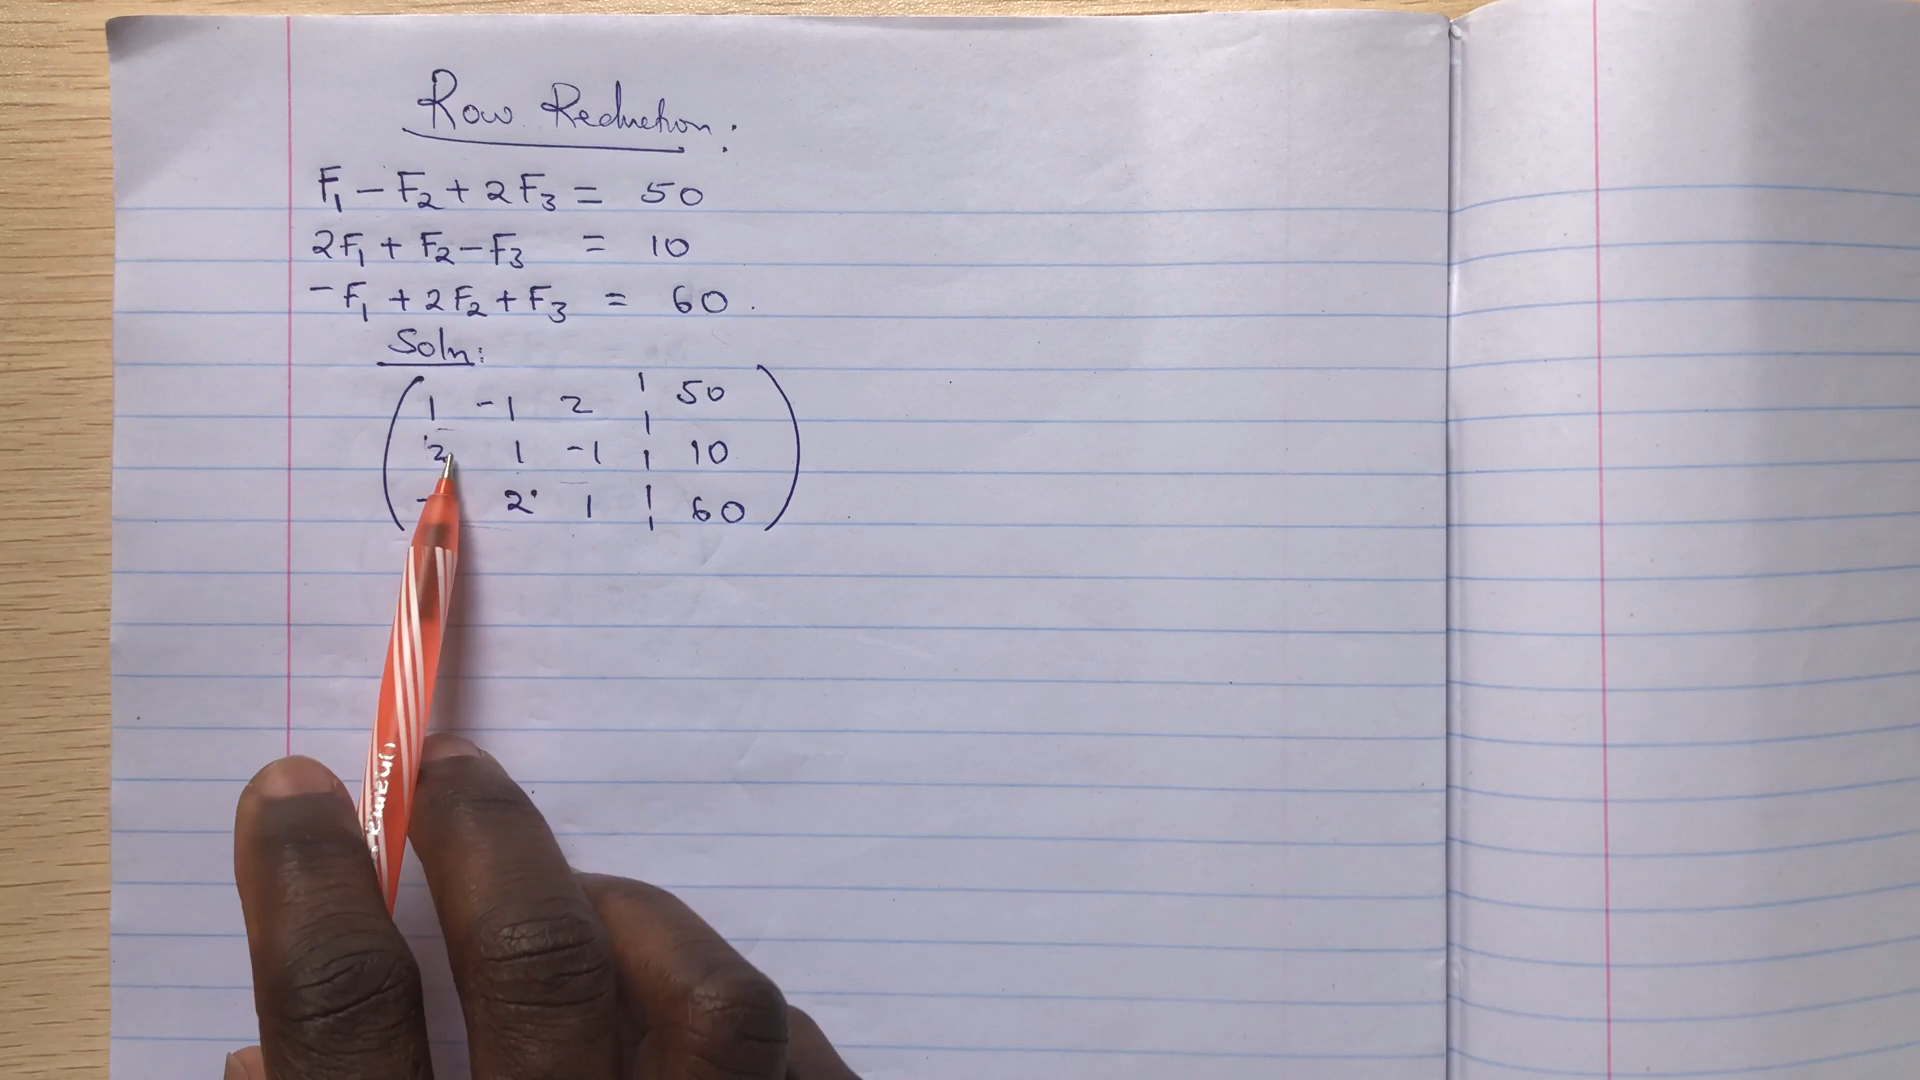 Row Reduction:
F₁ - F₂ + 2F₃ = 50
2F₁ + F₂ - F₃ = 10
-F₁ + 2F₂ + F₃ = 60.
Soln:
1 -1 2 ¦ 50
2 1 -1 ¦ 10
- 2 1 ¦ 60